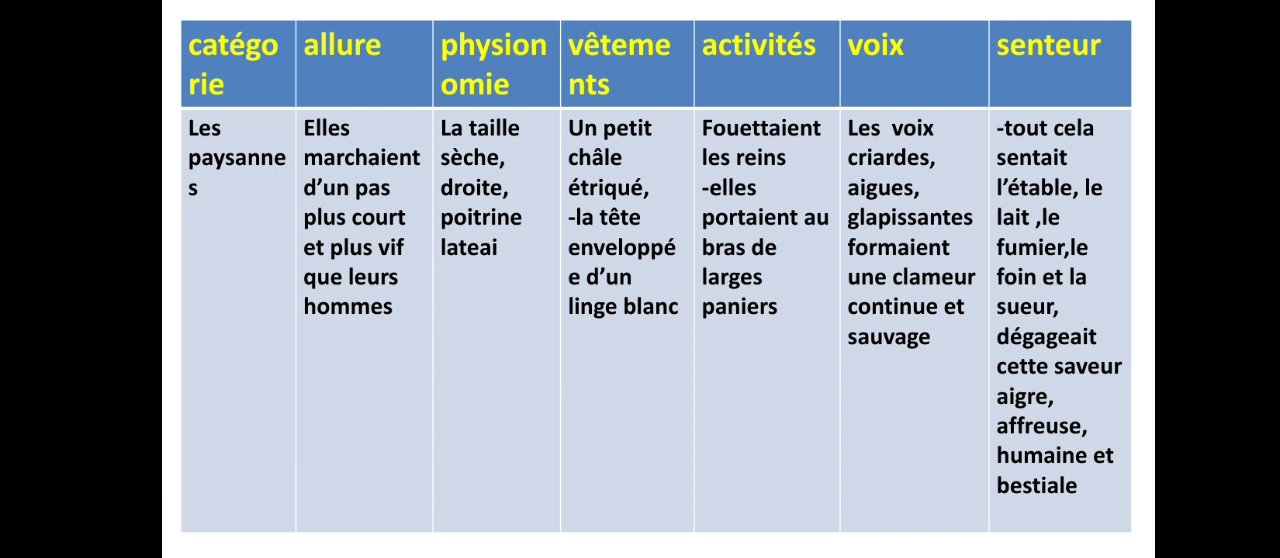 catégo
rie
allure
physion
omie
vêteme
nts
activités
voix
senteur
Les
paysanne
s
Elles
marchaient
d’un pas
plus court
et plus vif
que leurs
hommes
La taille
sèche,
droite,
poitrine
lateai
Un petit
châle
étriqué,
-la tête
enveloppé
e d’un
linge blanc
Fouettaient
les reins
-elles
portaient au
bras de
larges
paniers
Les voix
criardes,
aigues,
glapissantes
formaient
une clameur
continue et
sauvage
-tout cela
sentait
l’étable, le
lait ,le
fumier,le
foin et la
sueur,
dégageait
cette saveur
aigre,
affreuse,
humaine et
bestiale